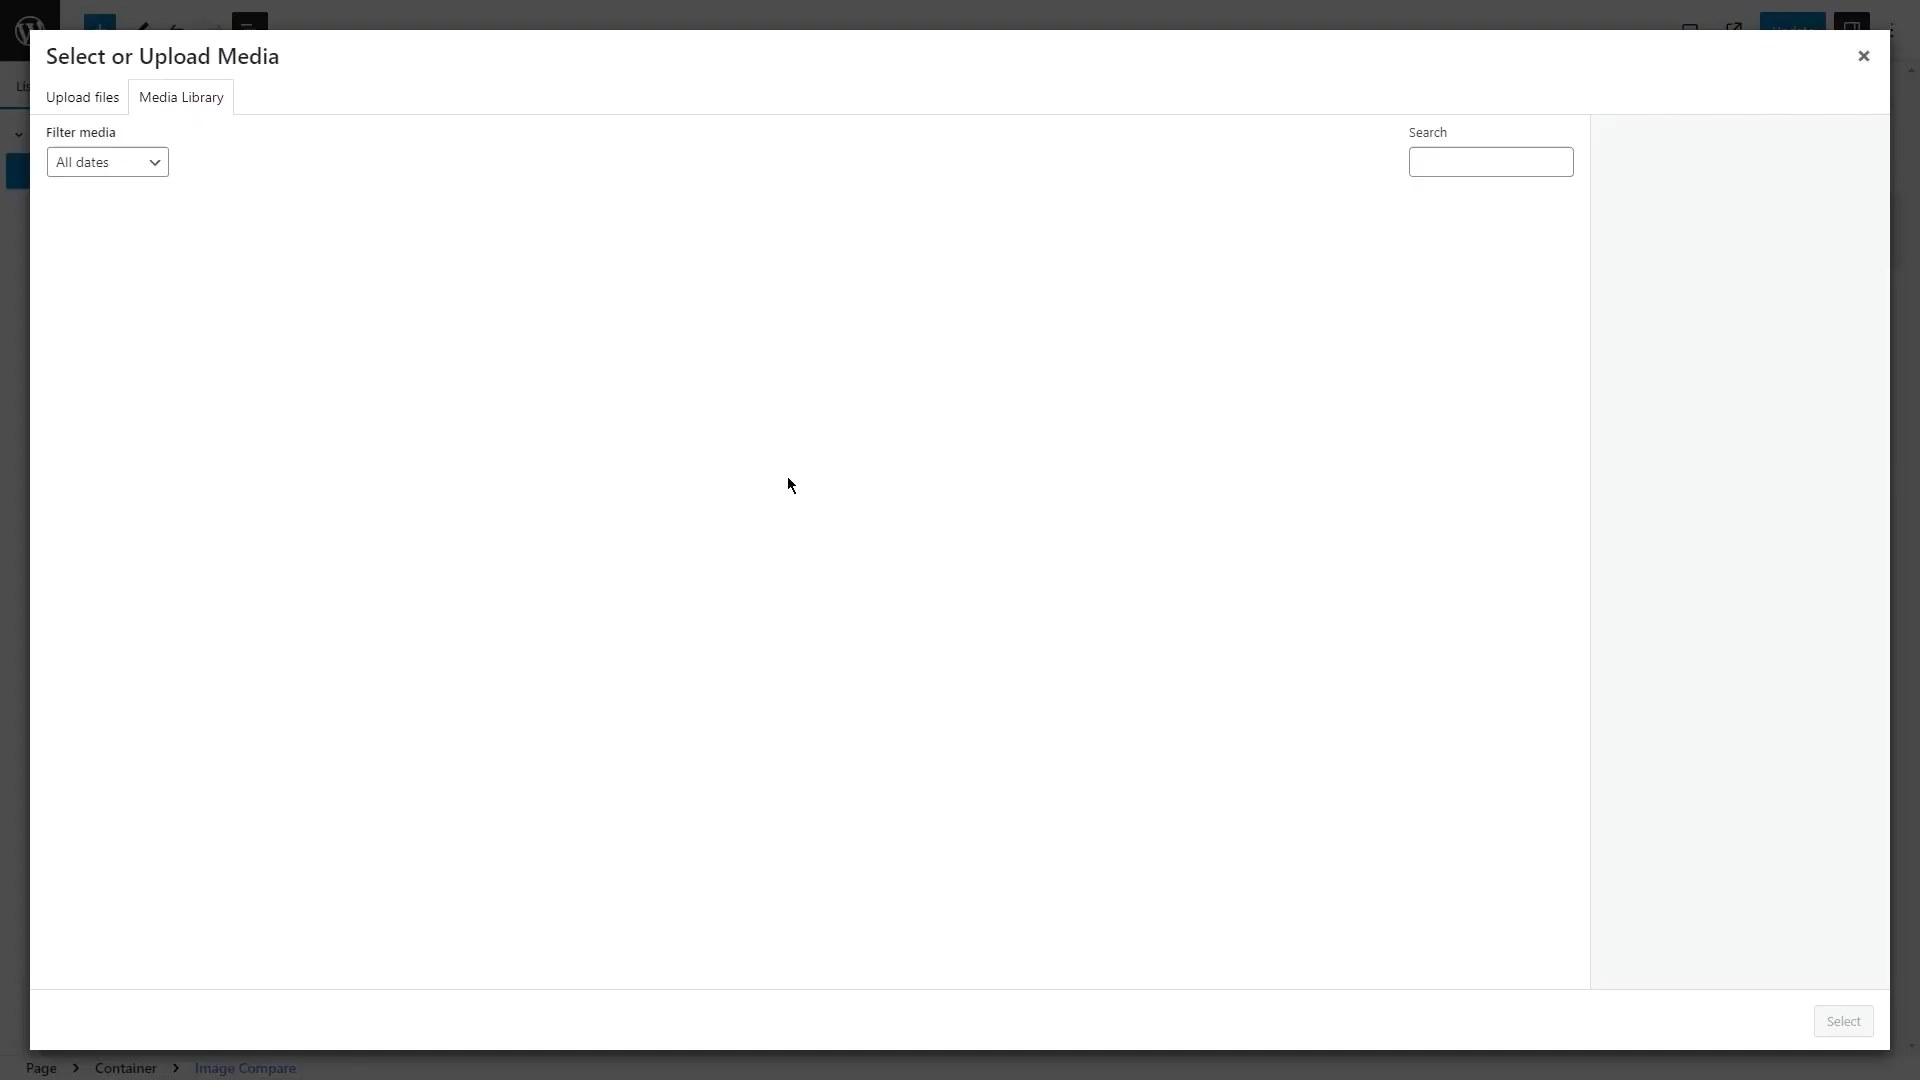 Select or Upload Media
Upload files
Media Library
Filter media
All dates
Search
Select
Page
Container
Image Compare